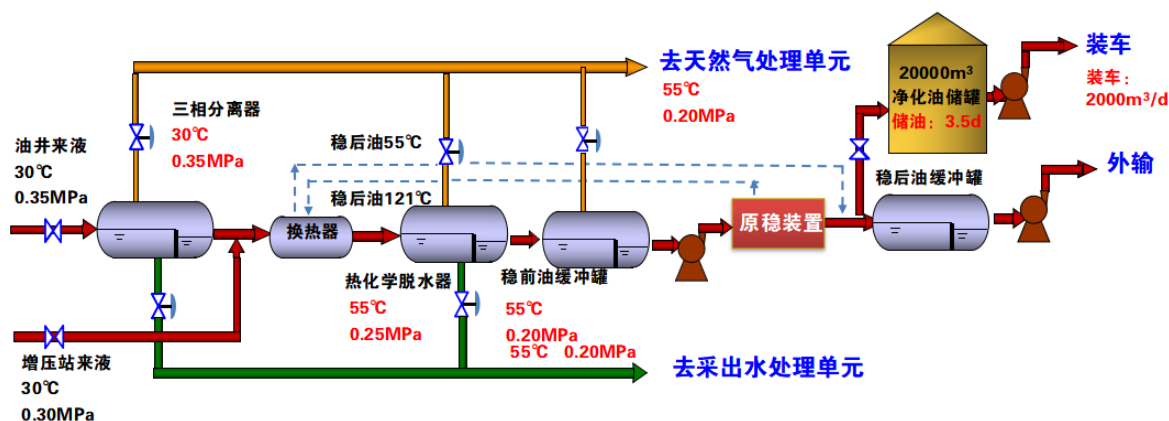 去天然气处理单元
55℃
0.20MPa
装车
装车：
2000m³/d
20000m³
净化油储罐
储油：3.5d
三相分离器
30℃
0.35MPa
油井来液
30℃
0.35MPa
稳后油55℃
稳后油121℃
换热器
原稳装置
稳后油缓冲罐
外输
热化学脱水器
55℃
0.25MPa
稳前油缓冲罐
55℃
0.20MPa
55℃ 0.20MPa
增压站来液
30℃
0.30MPa
去采出水处理单元